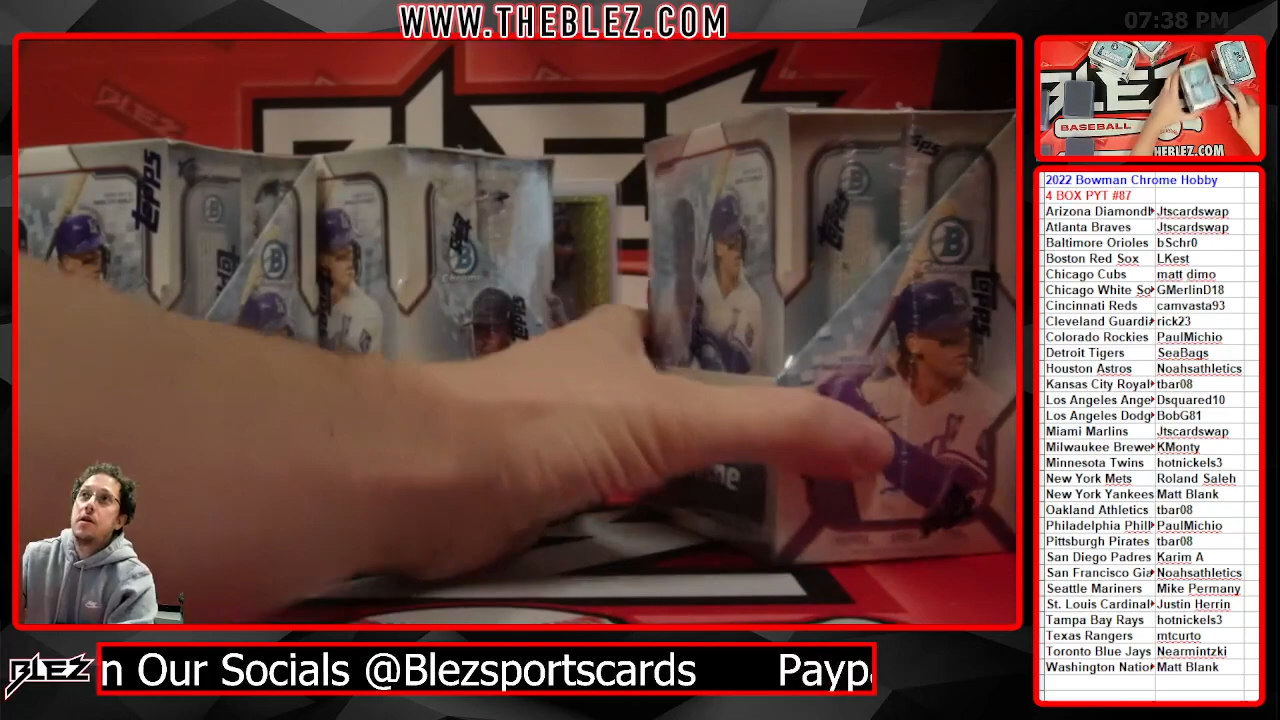 WWW.THEBLEZ.COM
07:38 PM
BLEZ
topps
topps
BASEBALL
THEBLEZ.COM
2022 Bowman Chrome Hobby
4 BOX PYT #87
Arizona Diamondb Jtscardswap
Atlanta Braves Jtscardswap
Baltimore Orioles bSchr0
Boston Red Sox LKest
Chicago Cubs matt dimo
Chicago White So GMerlinD18
Cincinnati Reds camvasta93
Cleveland Guardi rick23
Colorado Rockies PaulMichio
Detroit Tigers SeaBags
Houston Astros Noahsathletics
Kansas City Royal tbar08
Los Angeles Ange Dsquared10
Los Angeles Dodg BobG81
Miami Marlins Jtscardswap
Milwaukee Brewe KMonty
Minnesota Twins hotnickels3
New York Mets Roland Saleh
New York Yankees Matt Blank
Oakland Athletics tbar08
Philadelphia Phill PaulMichio
Pittsburgh Pirates tbar08
San Diego Padres Karim A
San Francisco Gia Noahsathletics
Seattle Mariners Mike Permany
St. Louis Cardinal Justin Herrin
Tampa Bay Rays hotnickels3
Texas Rangers mtcurto
Toronto Blue Jays Nearmintzki
Washington Natio Matt Blank
BLEZ
n Our Socials @Blezsportscards Payp